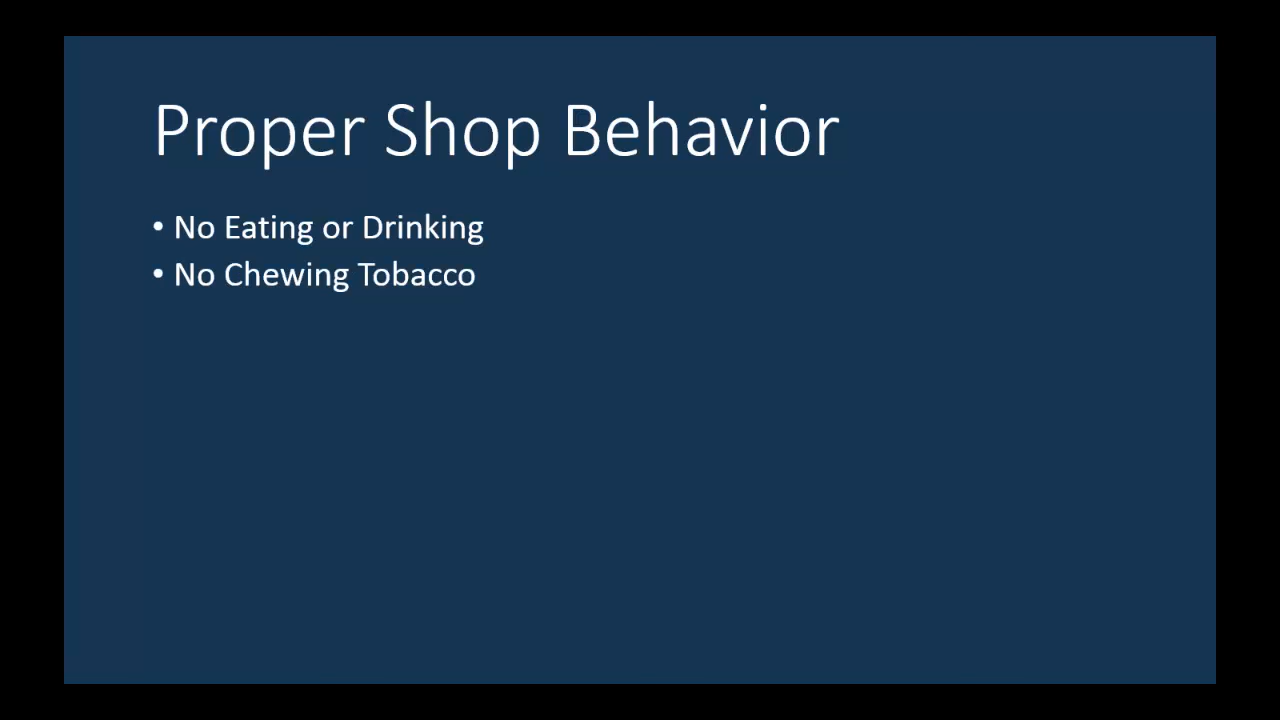 Proper Shop Behavior
• No Eating or Drinking
• No Chewing Tobacco